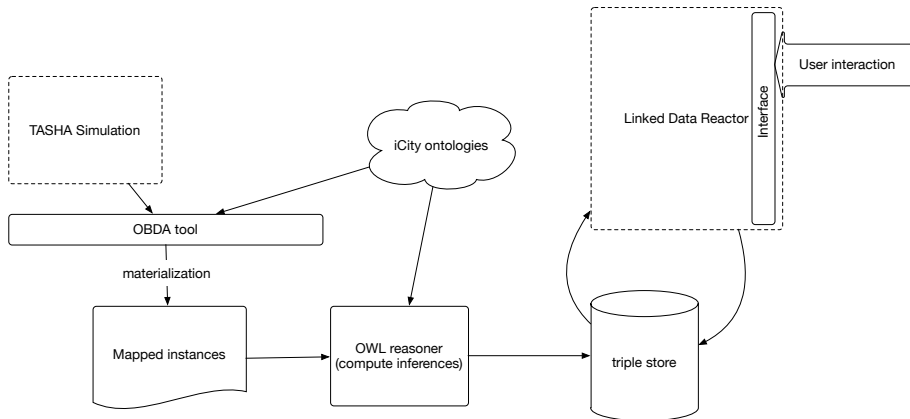 TASHA Simulation
iCity ontologies
Linked Data Reactor
Interface
User interaction
OBDA tool
materialization
Mapped instances
OWL reasoner
(compute inferences)
triple store